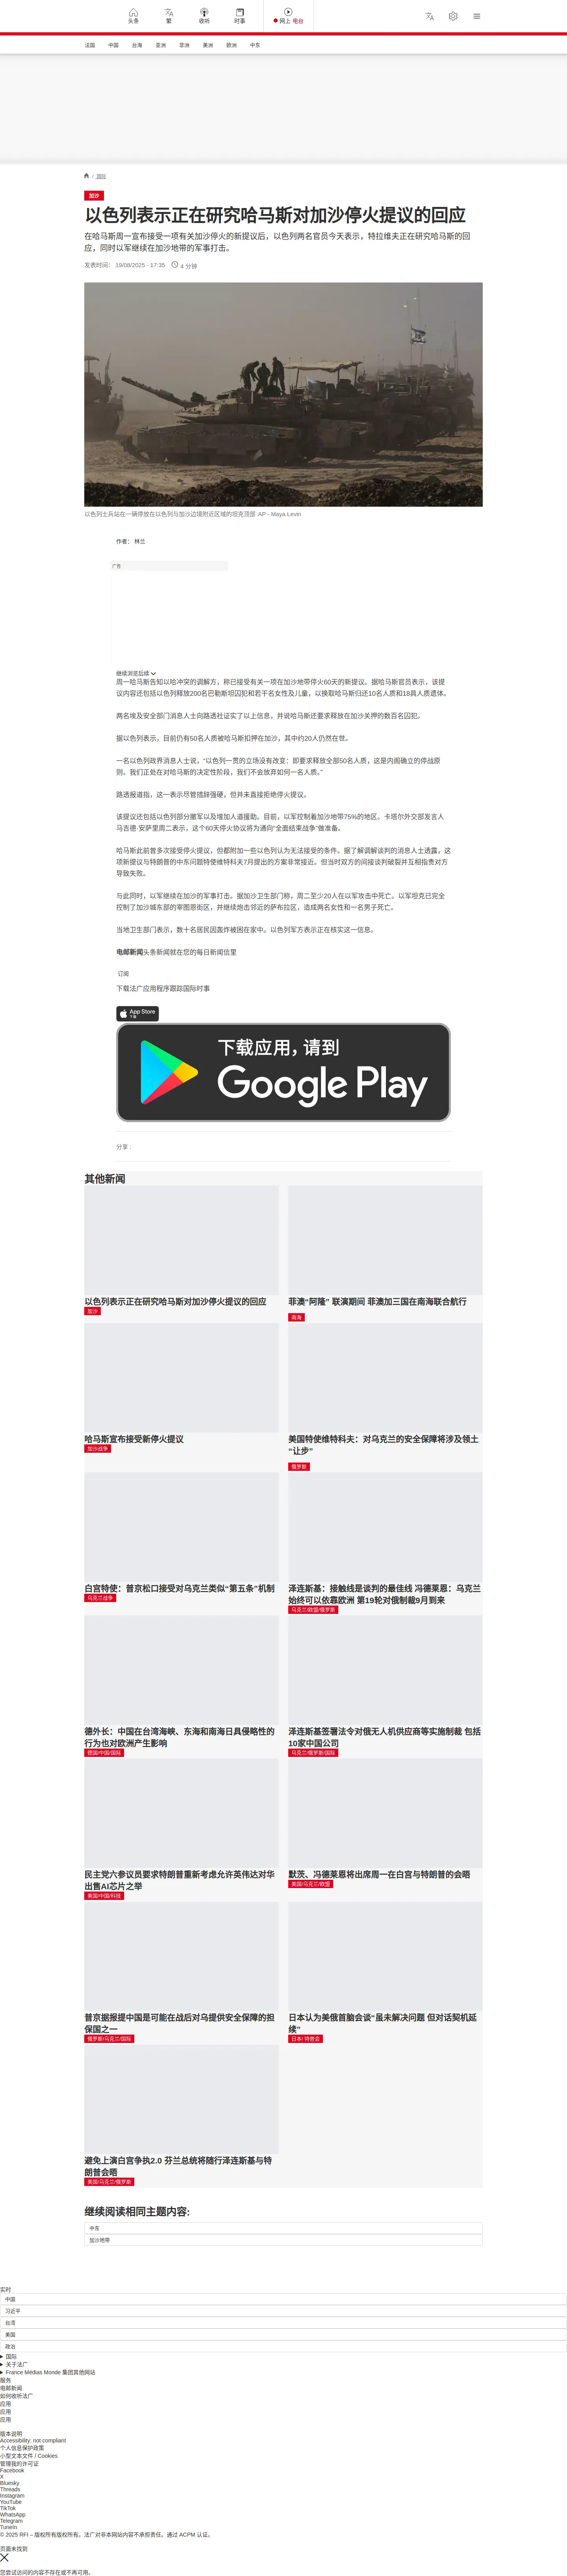 头条
繁
收听
时事
网上 电台
法国
中国
台海
亚洲
非洲
美洲
欧洲
中东
/ 国际
加沙
以色列表示正在研究哈马斯对加沙停火提议的回应
在哈马斯周一宣布接受一项有关加沙停火的新提议后，以色列两名官员今天表示，特拉维夫正在研究哈马斯的回
应，同时以军继续在加沙地带的军事打击。
发表时间： 19/08/2025 - 17:35
4 分钟
以色列士兵站在一辆停放在以色列与加沙边境附近区域的坦克顶部 AP - Maya Levin
作者： 林兰
广告
继续浏览后续
周一哈马斯告知以哈冲突的调解方，称已接受有关一项在加沙地带停火60天的新提议。据哈马斯官员表示，该提
议内容还包括以色列释放200名巴勒斯坦囚犯和若干名女性及儿童，以换取哈马斯归还10名人质和18具人质遗体。
两名埃及安全部门消息人士向路透社证实了以上信息，并说哈马斯还要求释放在加沙关押的数百名囚犯。
据以色列表示，目前仍有50名人质被哈马斯扣押在加沙，其中约20人仍然在世。
一名以色列政界消息人士说，“以色列一贯的立场没有改变：即要求释放全部50名人质，这是内阁确立的停战原
则。我们正处在对哈马斯的决定性阶段，我们不会放弃如何一名人质。”
路透报道指，这一表示尽管措辞强硬，但并未直接拒绝停火提议。
该提议还包括以色列部分撤军以及增加人道援助。目前，以军控制着加沙地带75%的地区。卡塔尔外交部发言人
马吉德·安萨里周二表示，这个60天停火协议将为通向“全面结束战争”做准备。
哈马斯此前曾多次接受停火提议，但都附加一些以色列认为无法接受的条件。据了解调解谈判的消息人士透露，这
项新提议与特朗普的中东问题特使维特科夫7月提出的方案非常接近。但当时双方的间接谈判破裂并互相指责对方
导致失败。
与此同时，以军继续在加沙的军事打击。据加沙卫生部门称，周二至少20人在以军攻击中死亡。以军坦克已完全
控制了加沙城东部的宰图恩街区，并继续炮击邻近的萨布拉区，造成两名女性和一名男子死亡。
当地卫生部门表示，数十名居民因轰炸被困在家中。以色列军方表示正在核实这一信息。
电邮新闻头条新闻就在您的每日新闻信里
订阅
下载法广应用程序跟踪国际时事
App Store
下载
下载应用，请到
Google Play
分享 :
其他新闻
以色列表示正在研究哈马斯对加沙停火提议的回应
加沙
菲澳“阿隆” 联演期间 菲澳加三国在南海联合航行
南海
哈马斯宣布接受新停火提议
加沙战争
美国特使维特科夫：对乌克兰的安全保障将涉及领土
“让步”
俄罗斯
白宫特使：普京松口接受对乌克兰类似“第五条”机制
乌克兰战争
泽连斯基：接触线是谈判的最佳线 冯德莱恩：乌克兰
始终可以依靠欧洲 第19轮对俄制裁9月到来
乌克兰/欧盟/俄罗斯
德外长：中国在台湾海峡、东海和南海日具侵略性的
行为也对欧洲产生影响
德国/中国/国际
泽连斯基签署法令对俄无人机供应商等实施制裁 包括
10家中国公司
乌克兰/俄罗斯/国际
民主党六参议员要求特朗普重新考虑允许英伟达对华
出售AI芯片之举
美国/中国/科技
默茨、冯德莱恩将出席周一在白宫与特朗普的会晤
美国/乌克兰/欧盟
普京据报提中国是可能在战后对乌提供安全保障的担
保国之一
俄罗斯/乌克兰/国际
日本认为美俄首脑会谈“虽未解决问题 但对话契机延
续”
日本/ 特普会
避免上演白宫争执2.0 芬兰总统将随行泽连斯基与特
朗普会晤
美国/乌克兰/俄罗斯
继续阅读相同主题内容:
中东
加沙地带
实时
中国
习近平
台湾
美国
政治
国际
关于法广
France Médias Monde 集团其他网站
服务
电邮新闻
如何收听法广
应用
应用
应用
版本说明
Accessibility: not compliant
个人信息保护政策
小型文本文件 / Cookies
管理我的许可证
Facebook
X
Bluesky
Threads
Instagram
YouTube
TikTok
WhatsApp
Telegram
TuneIn
© 2025 RFI – 版权所有版权所有。法广对非本网站内容不承担责任。通过 ACPM 认证。
页面未找到
您尝试访问的内容不存在或不再可用。